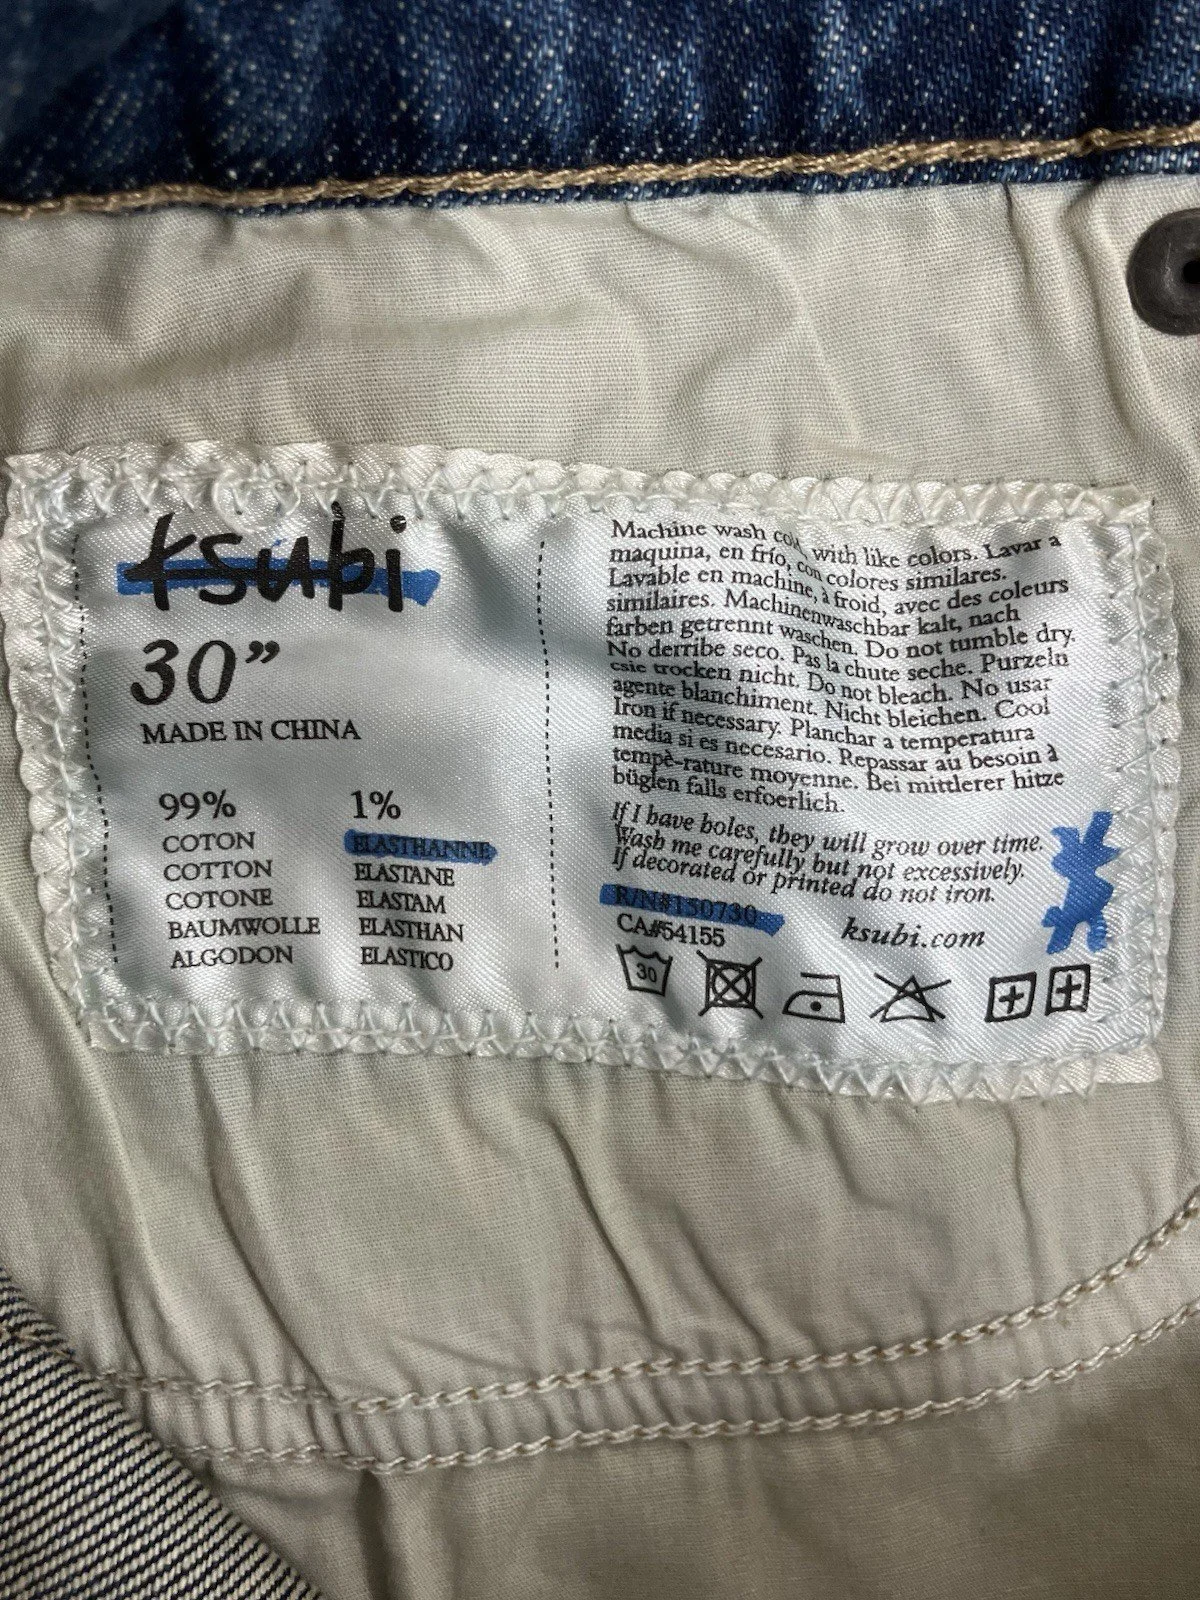 ksubi
30”
MADE IN CHINA
99%
COTON
COTTON
COTONE
BAUMWOLLE
ALGODON
1%
ELASTHANNE
ELASTANE
ELASTAM
ELASTHAN
ELASTICO
Machine wash cold, with like colors. Lavar a
maquina, en frío, con colores similares.
Lavable en machine, à froid, avec des coleurs
similaires. Machinenwaschbar kalt, nach
farben getrennt waschen. Do not tumble dry.
No derribe seco. Pas la chute seche. Purzeln
csie trocken nicht. Do not bleach. No usar
agente blanchiment. Nicht bleichen. Cool
Iron if necessary. Planchar a temperatura
media si es necesario. Repassar au besoin à
tempè-rature moyenne. Bei mittlerer hitze
büglen falls erfoerlich.
If I have holes, they will grow over time.
Wash me carefully but not excessively.
If decorated or printed do not iron.
R/N#150730
CA#54155
ksubi.com
30